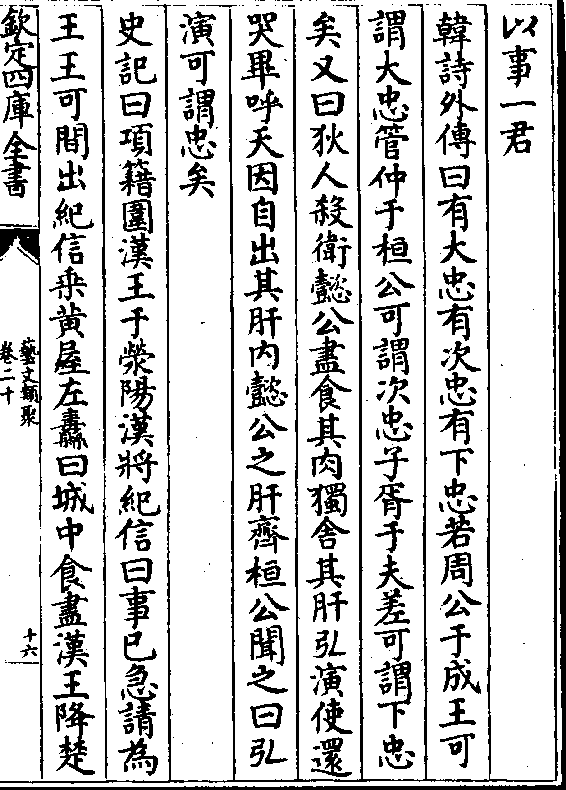 以事一君
韓詩外傳曰有大忠有次忠有下忠若周公于成王可
謂大忠管仲于桓公可謂次忠子胥于夫差可謂下忠
矣又曰狄人殺衛懿公盡食其肉獨舍其肝弘演使還
哭畢呼天因自出其肝内懿公之肝齊桓公聞之曰弘
演可謂忠矣
史記曰項籍圍漢王于滎陽漢將紀信曰事已急請為
王王可間出紀信乗黄屋左纛曰城中食盡漢王降楚
欽定四庫全書
藝文類聚
卷二十
十六